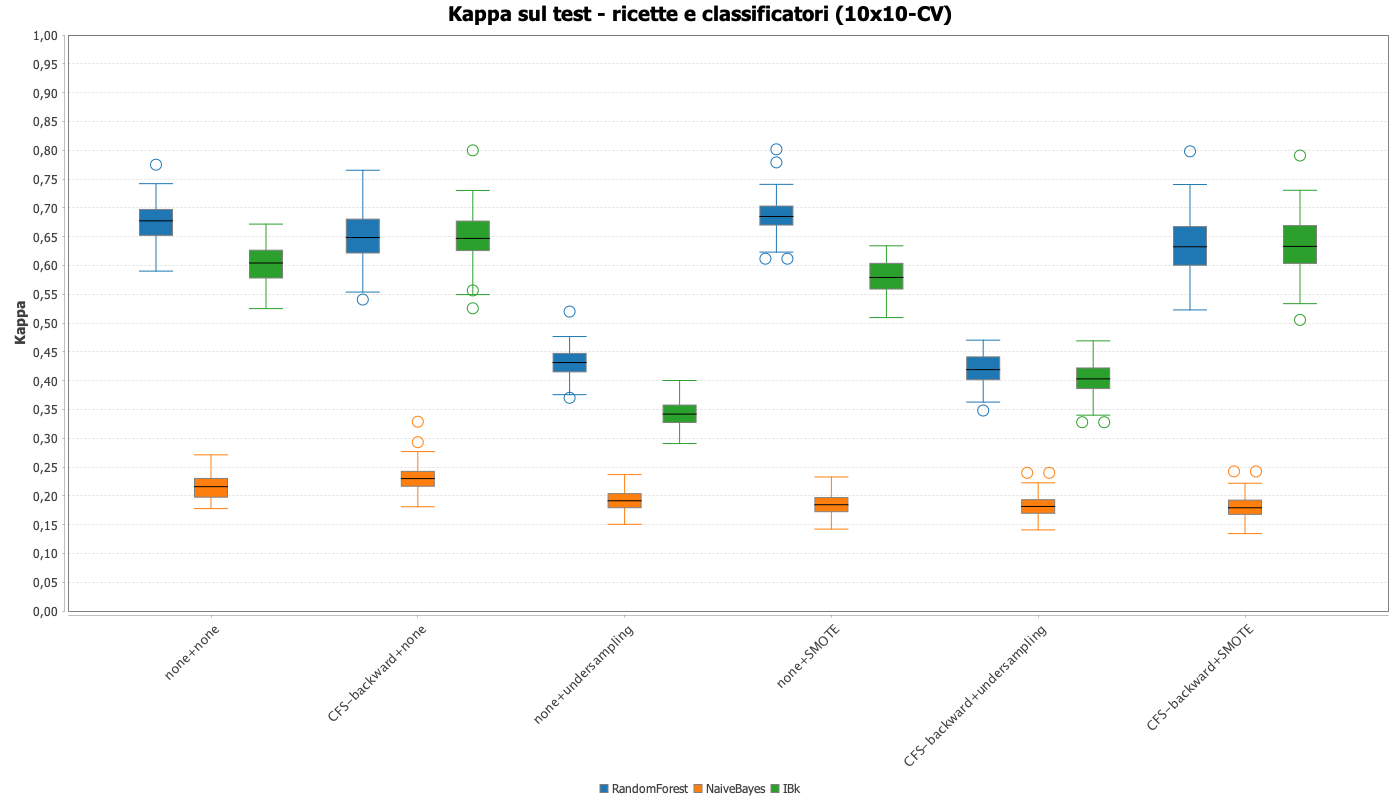 Kappa sul test - ricette e classificatori (10x10-CV)
1,00
0,95
0,90
0,85
0,80
0,75
0,70
0,65
0,60
0,55
0,50
0,45
0,40
0,35
0,30
0,25
0,20
0,15
0,10
0,05
0,00
Kappa
none+none
CFS-backward+none
none+undersampling
none+SMOTE
CFS-backward+undersampling
CFS-backward+SMOTE
RandomForest NaiveBayes IBk